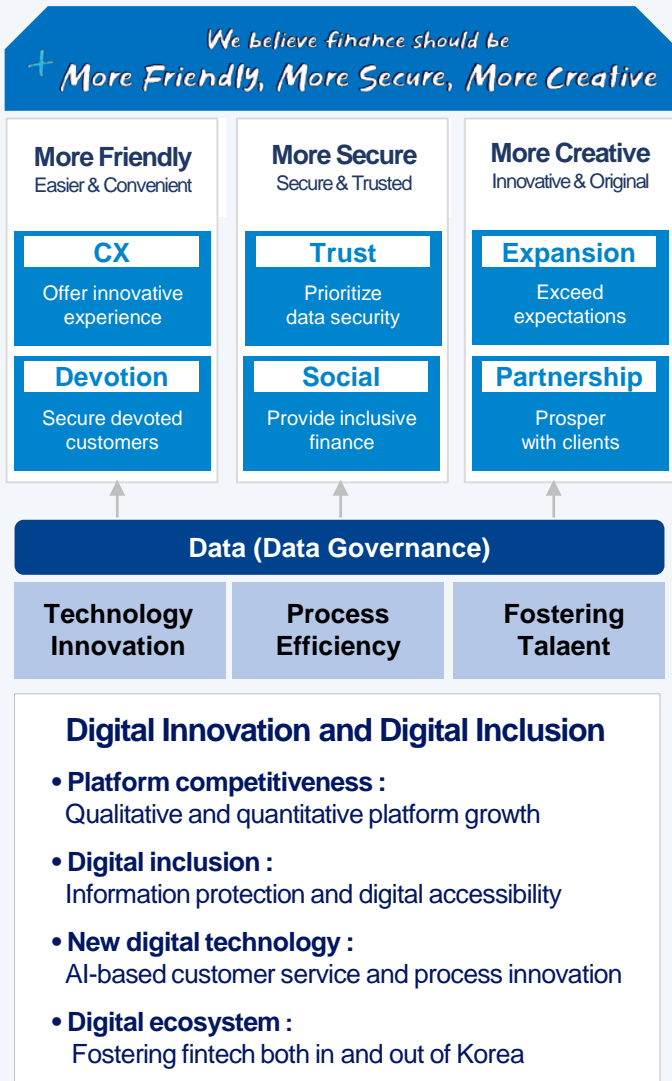 We believe finance should be
More Friendly, More Secure, More Creative
More Friendly
Easier & Convenient
CX
Offer innovative
experience
Devotion
Secure devoted
customers
More Secure
Secure & Trusted
Trust
Prioritize
data security
Social
Provide inclusive
finance
More Creative
Innovative & Original
Expansion
Exceed
expectations
Partnership
Prosper
with clients
Data (Data Governance)
Technology
Innovation
Process
Efficiency
Fostering
Talaent
Digital Innovation and Digital Inclusion
• Platform competitiveness :
Qualitative and quantitative platform growth
• Digital inclusion :
Information protection and digital accessibility
• New digital technology :
AI-based customer service and process innovation
• Digital ecosystem :
Fostering fintech both in and out of Korea